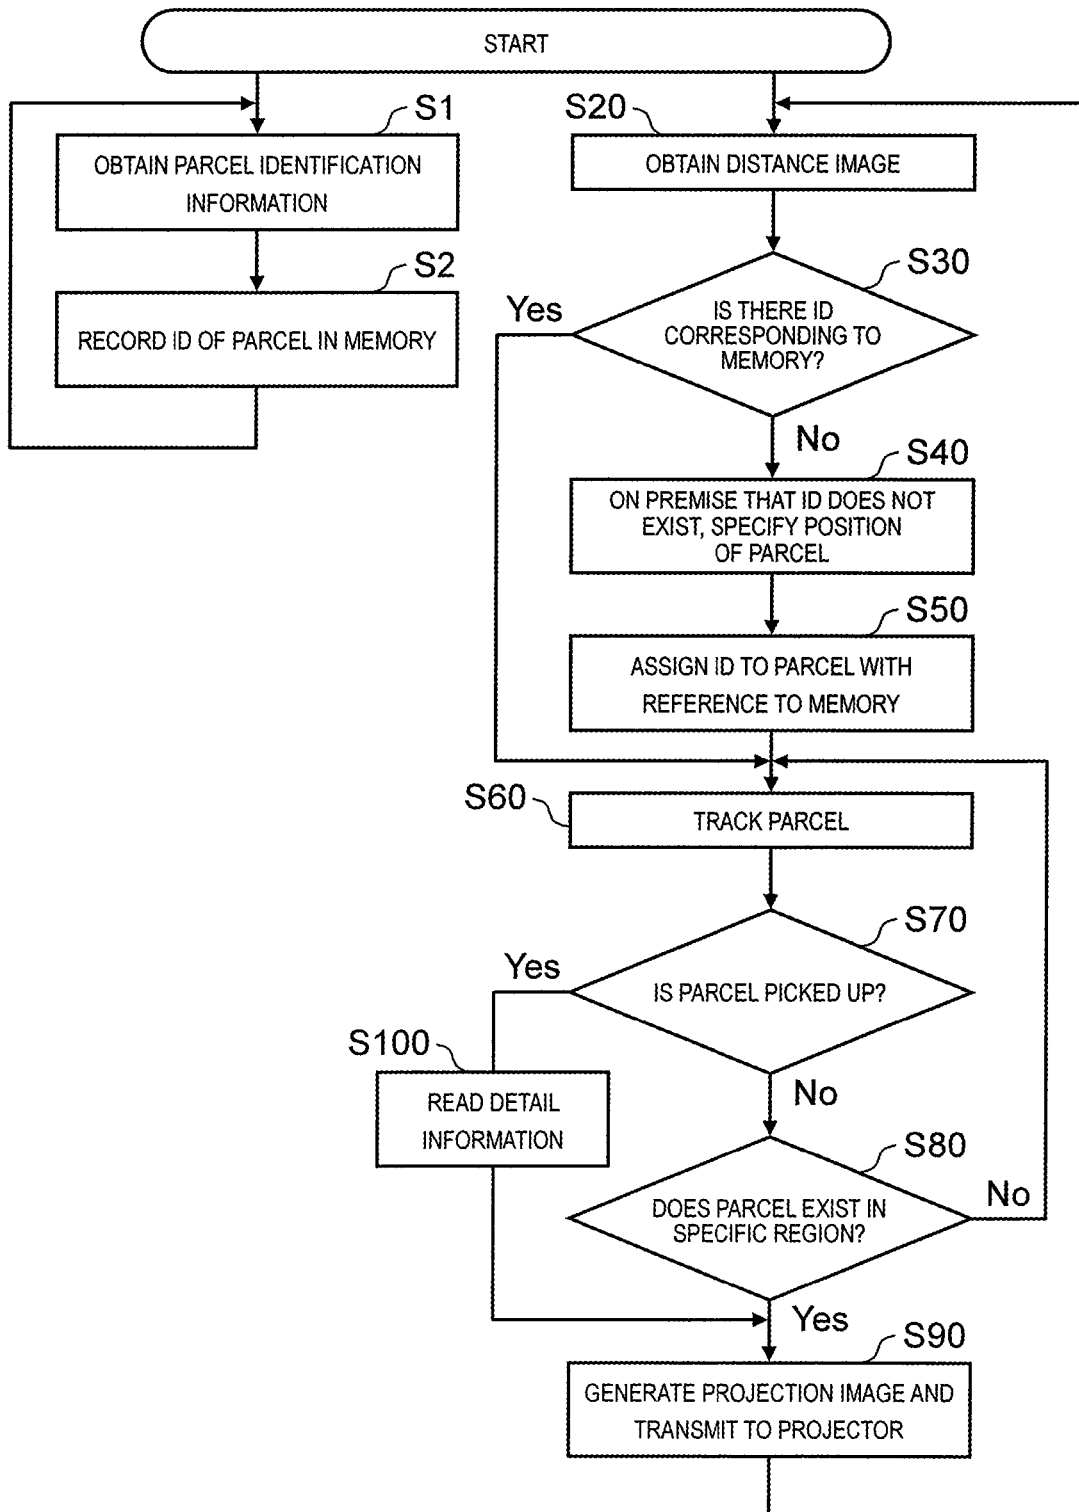 START
S1
OBTAIN PARCEL IDENTIFICATION
INFORMATION
S2
RECORD ID OF PARCEL IN MEMORY
S20
OBTAIN DISTANCE IMAGE
S30
Yes
IS THERE ID
CORRESPONDING TO
MEMORY?
No
S40
ON PREMISE THAT ID DOES NOT
EXIST, SPECIFY POSITION
OF PARCEL
S50
ASSIGN ID TO PARCEL WITH
REFERENCE TO MEMORY
S60
TRACK PARCEL
S70
Yes
IS PARCEL PICKED UP?
S100
READ DETAIL
INFORMATION
No
S80
No
DOES PARCEL EXIST IN
SPECIFIC REGION?
Yes
S90
GENERATE PROJECTION IMAGE AND
TRANSMIT TO PROJECTOR